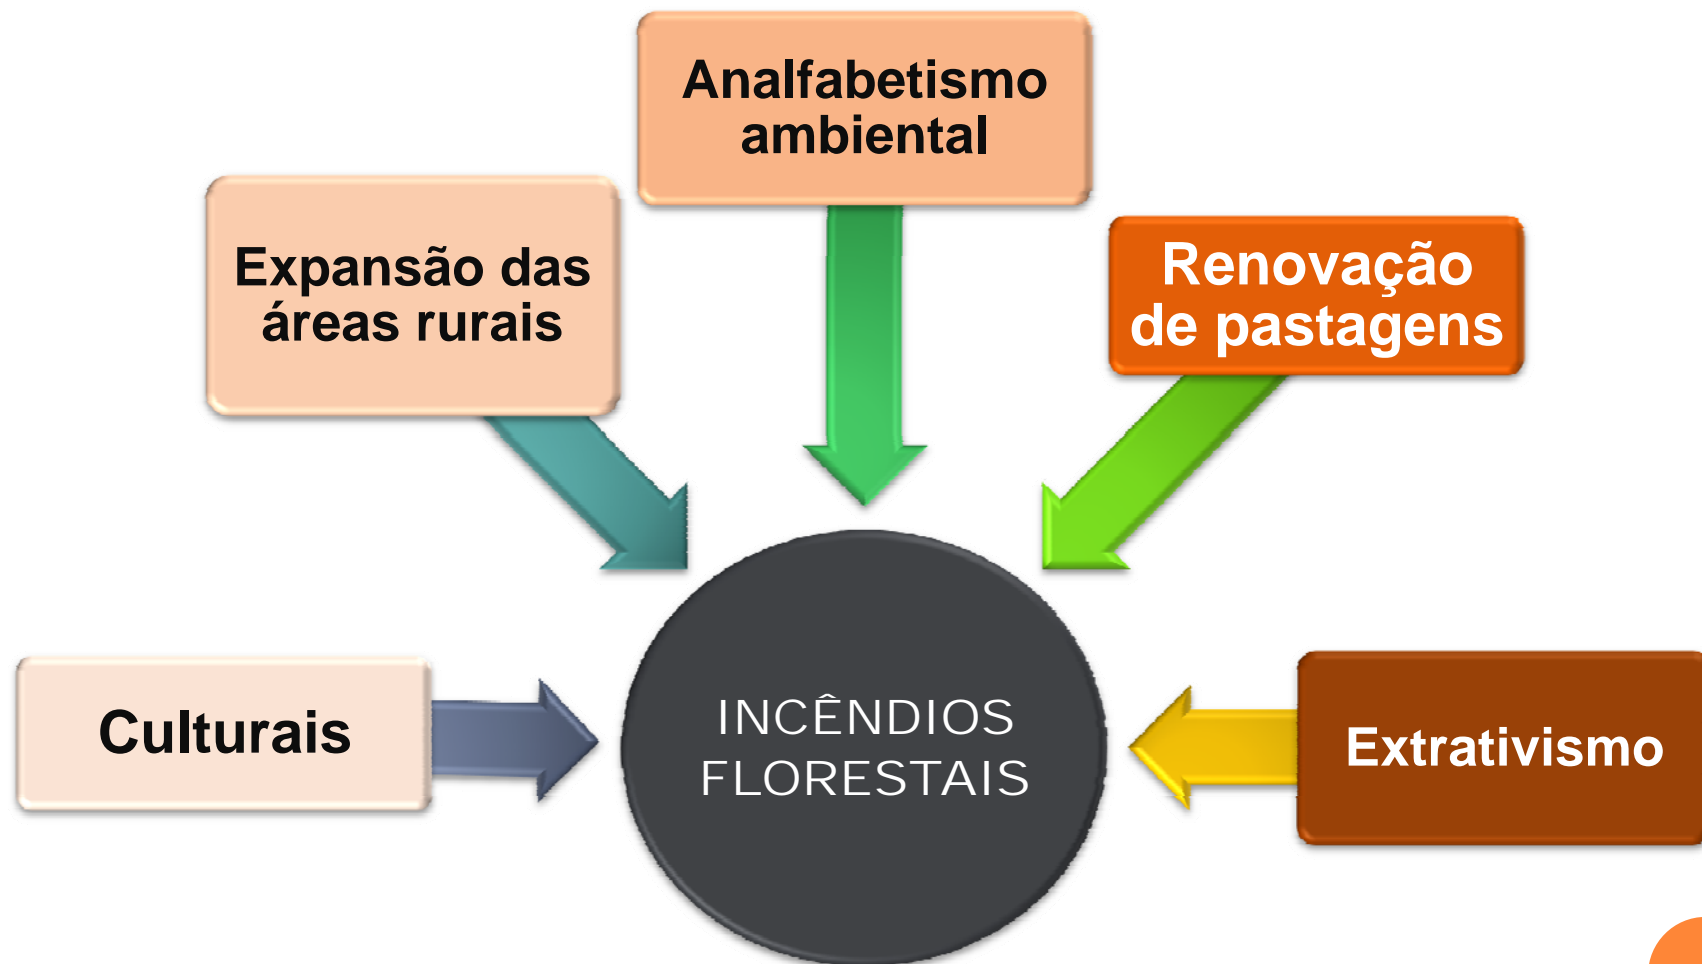 Analfabetismo
ambiental
Expansão das
áreas rurais
Renovação
de pastagens
Culturais
INCÊNDIOS
FLORESTAIS
Extrativismo